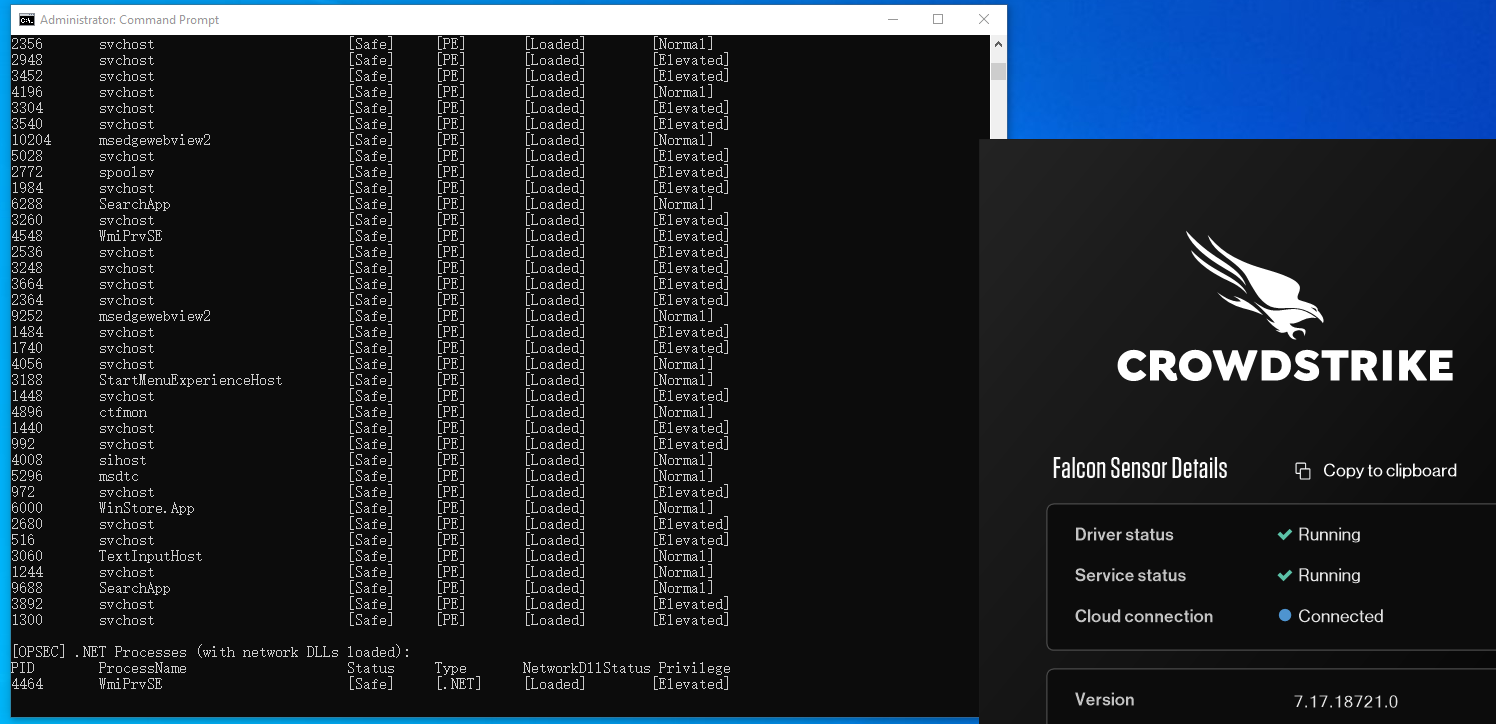 Administrator: Command Prompt
2356 svchost [Safe] [PE] [Loaded] [Normal]
2948 svchost [Safe] [PE] [Loaded] [Elevated]
3452 svchost [Safe] [PE] [Loaded] [Elevated]
4196 svchost [Safe] [PE] [Loaded] [Normal]
3304 svchost [Safe] [PE] [Loaded] [Elevated]
3540 svchost [Safe] [PE] [Loaded] [Elevated]
10204 msedgewebview2 [Safe] [PE] [Loaded] [Normal]
5028 svchost [Safe] [PE] [Loaded] [Elevated]
2772 spoolsv [Safe] [PE] [Loaded] [Elevated]
1984 svchost [Safe] [PE] [Loaded] [Elevated]
6288 SearchApp [Safe] [PE] [Loaded] [Normal]
3260 svchost [Safe] [PE] [Loaded] [Elevated]
4548 WmiPrvSE [Safe] [PE] [Loaded] [Elevated]
2536 svchost [Safe] [PE] [Loaded] [Elevated]
3248 svchost [Safe] [PE] [Loaded] [Elevated]
3664 svchost [Safe] [PE] [Loaded] [Elevated]
2364 svchost [Safe] [PE] [Loaded] [Elevated]
9252 msedgewebview2 [Safe] [PE] [Loaded] [Normal]
1484 svchost [Safe] [PE] [Loaded] [Elevated]
1740 svchost [Safe] [PE] [Loaded] [Elevated]
4056 svchost [Safe] [PE] [Loaded] [Normal]
3188 StartMenuExperienceHost [Safe] [PE] [Loaded] [Normal]
1448 svchost [Safe] [PE] [Loaded] [Elevated]
4896 ctfmon [Safe] [PE] [Loaded] [Normal]
1440 svchost [Safe] [PE] [Loaded] [Elevated]
992 svchost [Safe] [PE] [Loaded] [Elevated]
4008 sihost [Safe] [PE] [Loaded] [Normal]
5296 msdtc [Safe] [PE] [Loaded] [Normal]
972 svchost [Safe] [PE] [Loaded] [Elevated]
6000 WinStore.App [Safe] [PE] [Loaded] [Normal]
2680 svchost [Safe] [PE] [Loaded] [Elevated]
516 svchost [Safe] [PE] [Loaded] [Elevated]
3060 TextInputHost [Safe] [PE] [Loaded] [Normal]
1244 svchost [Safe] [PE] [Loaded] [Normal]
9688 SearchApp [Safe] [PE] [Loaded] [Normal]
3892 svchost [Safe] [PE] [Loaded] [Elevated]
1300 svchost [Safe] [PE] [Loaded] [Elevated]
[OPSEC] .NET Processes (with network DLLs loaded):
PID ProcessName Status Type NetworkDllStatus Privilege
4464 WmiPrvSE [Safe] [.NET] [Loaded] [Elevated]
CROWDSTRIKE
Falcon Sensor Details Copy to clipboard
Driver status Running
Service status Running
Cloud connection Connected
Version 7.17.18721.0